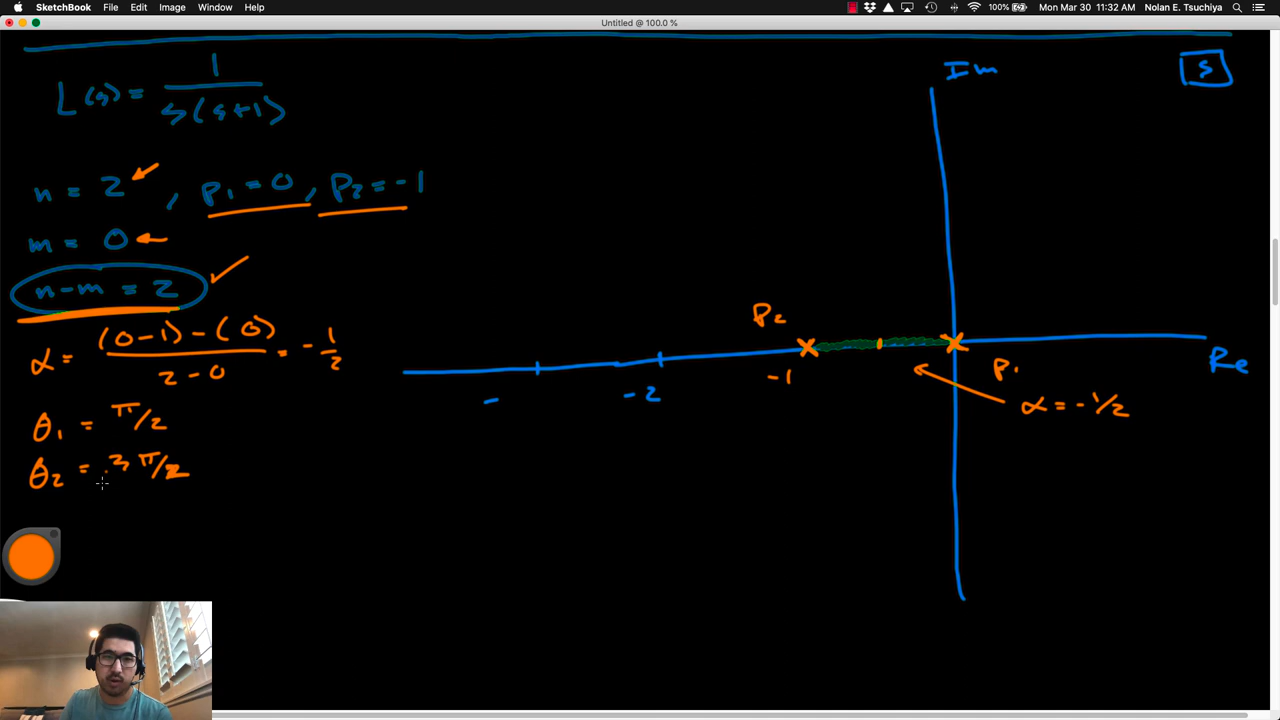 SketchBook File Edit Image Window Help 100% Mon Mar 30 11:32 AM Nolan E. Tsuchiya
Untitled @ 100.0 %
L(s) = 1 / s(s+1)
n = 2 , p1 = 0 , p2 = -1
m = 0
n-m = 2
α = (0-1) - (0) / 2-0 = - 1/2
θ1 = π/2
θ2 = 3π/2
Im
S
P2
-1
-2
-
P1
Re
α = -1/2